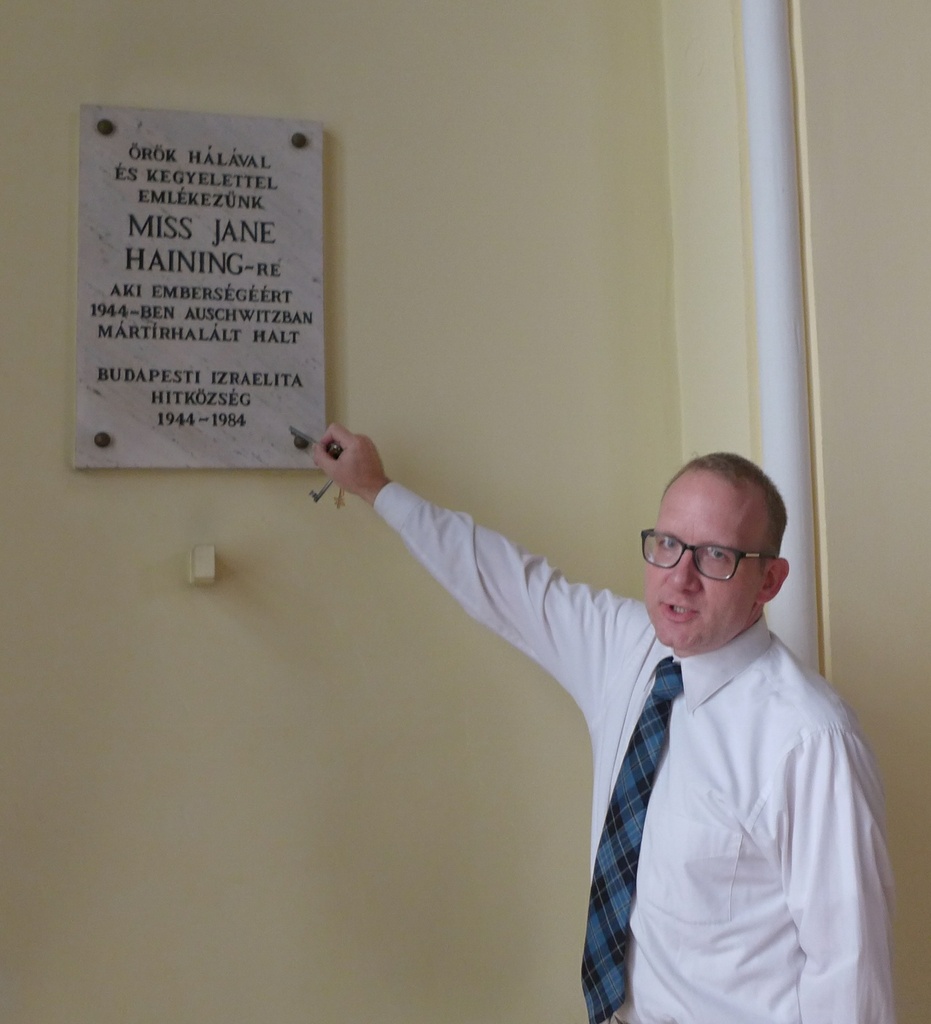 ÖRÖK HÁLÁVAL
ÉS KEGYELETTEL
EMLÉKEZÜNK
MISS JANE
HAINING-RE
AKI EMBERSÉGÉÉRT
1944-BEN AUSCHWITZBAN
MÁRTÍRHALÁLT HALT
BUDAPESTI IZRAELITA
HITKÖZSÉG
1944-1984